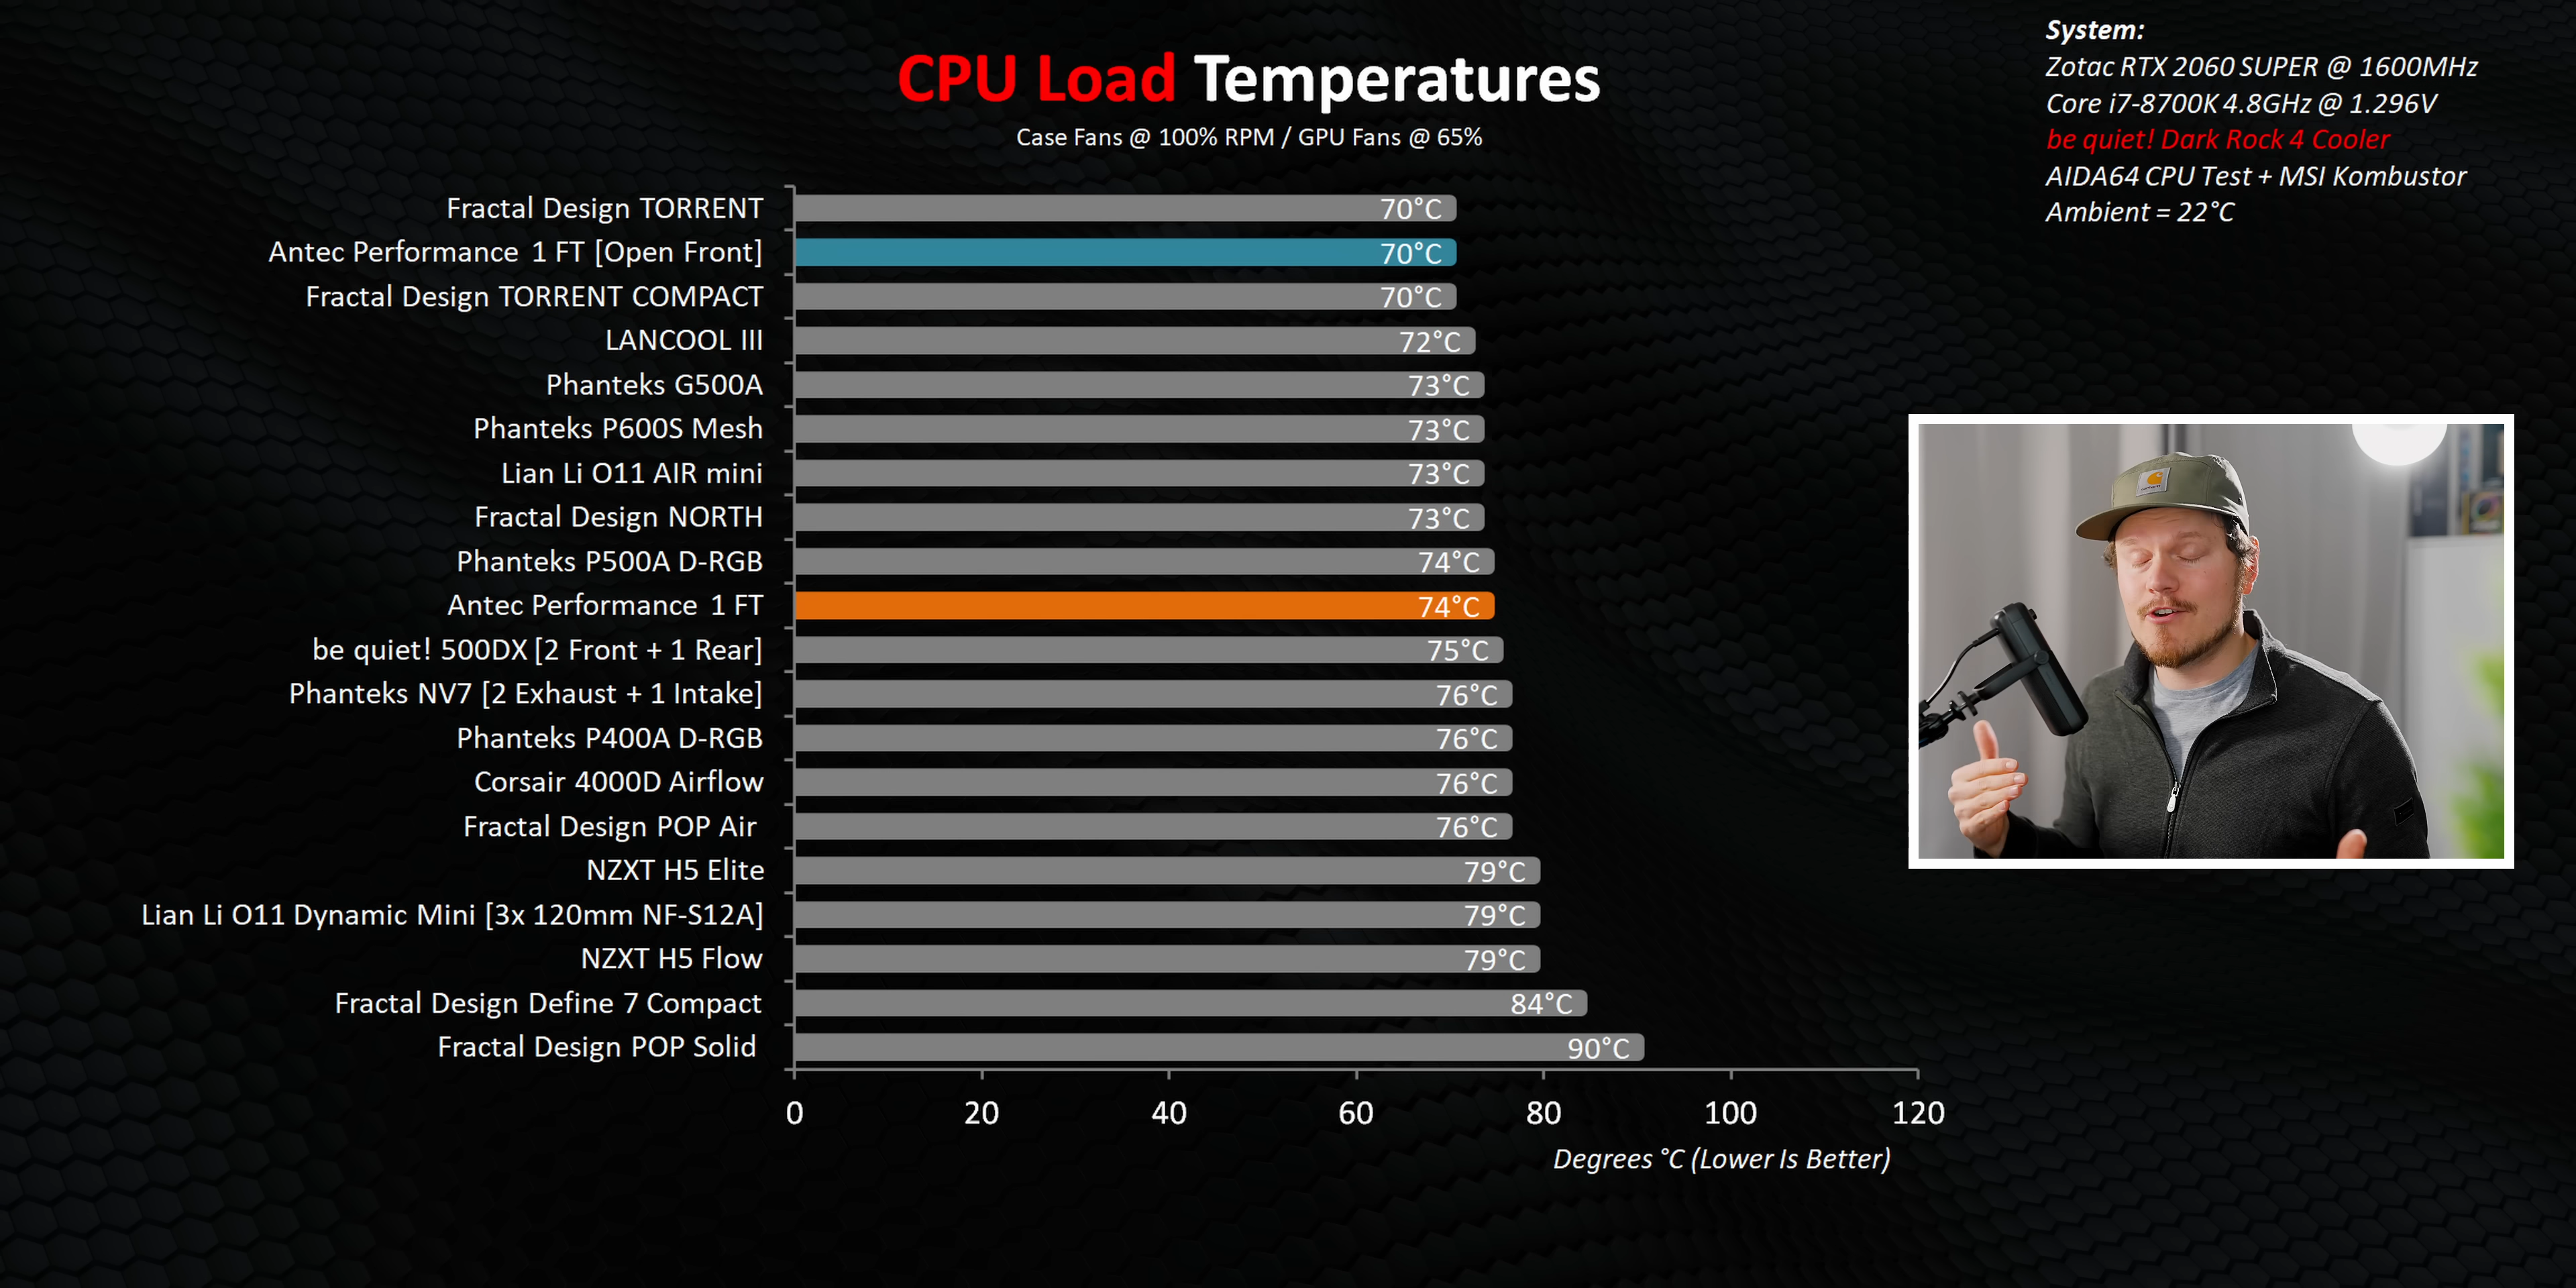 System:
Zotac RTX 2060 SUPER @ 1600MHz
Core i7-8700K 4.8GHz @ 1.296V
be quiet! Dark Rock 4 Cooler
AIDA64 CPU Test + MSI Kombustor
Ambient = 22°C
CPU Load Temperatures
Case Fans @ 100% RPM / GPU Fans @ 65%
Fractal Design TORRENT 70°C
Antec Performance 1 FT [Open Front] 70°C
Fractal Design TORRENT COMPACT 70°C
LANCOOL III 72°C
Phanteks G500A 73°C
Phanteks P600S Mesh 73°C
Lian Li O11 AIR mini 73°C
Fractal Design NORTH 73°C
Phanteks P500A D-RGB 74°C
Antec Performance 1 FT 74°C
be quiet! 500DX [2 Front + 1 Rear] 75°C
Phanteks NV7 [2 Exhaust + 1 Intake] 76°C
Phanteks P400A D-RGB 76°C
Corsair 4000D Airflow 76°C
Fractal Design POP Air 76°C
NZXT H5 Elite 79°C
Lian Li O11 Dynamic Mini [3x 120mm NF-S12A] 79°C
NZXT H5 Flow 79°C
Fractal Design Define 7 Compact 84°C
Fractal Design POP Solid 90°C
0 20 40 60 80 100 120
Degrees °C (Lower Is Better)